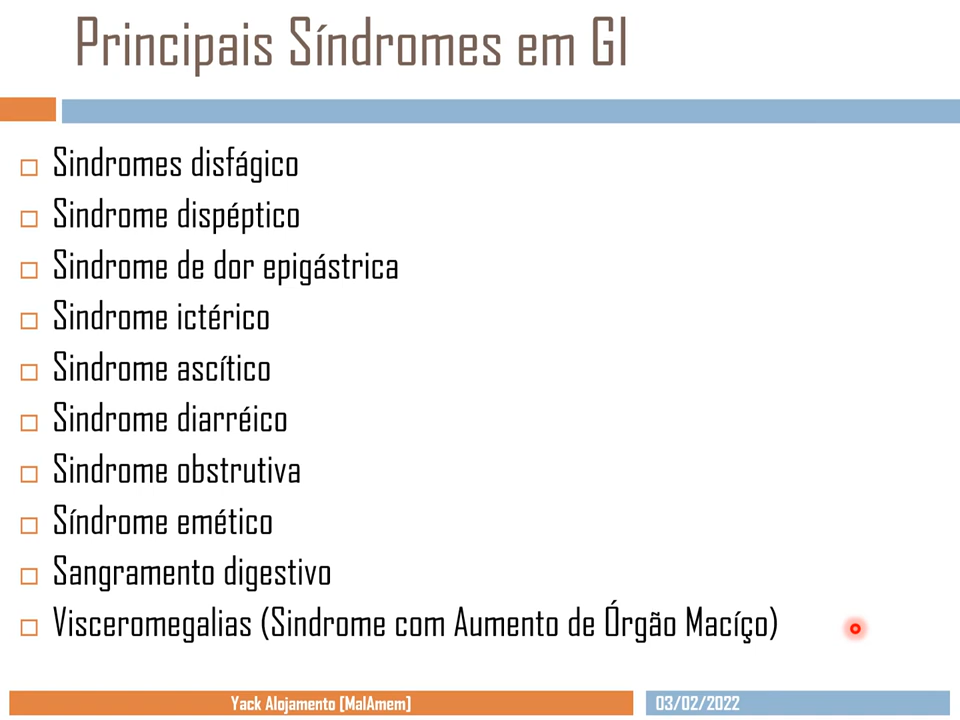 Principais Síndromes em GI
Sindromes disfágico
Sindrome dispéptico
Sindrome de dor epigástrica
Sindrome ictérico
Sindrome ascítico
Sindrome diarréico
Sindrome obstrutiva
Síndrome emético
Sangramento digestivo
Visceromegalias (Sindrome com Aumento de Órgão Macíço)
Yack Alojamento [MalAmem]
03/02/2022